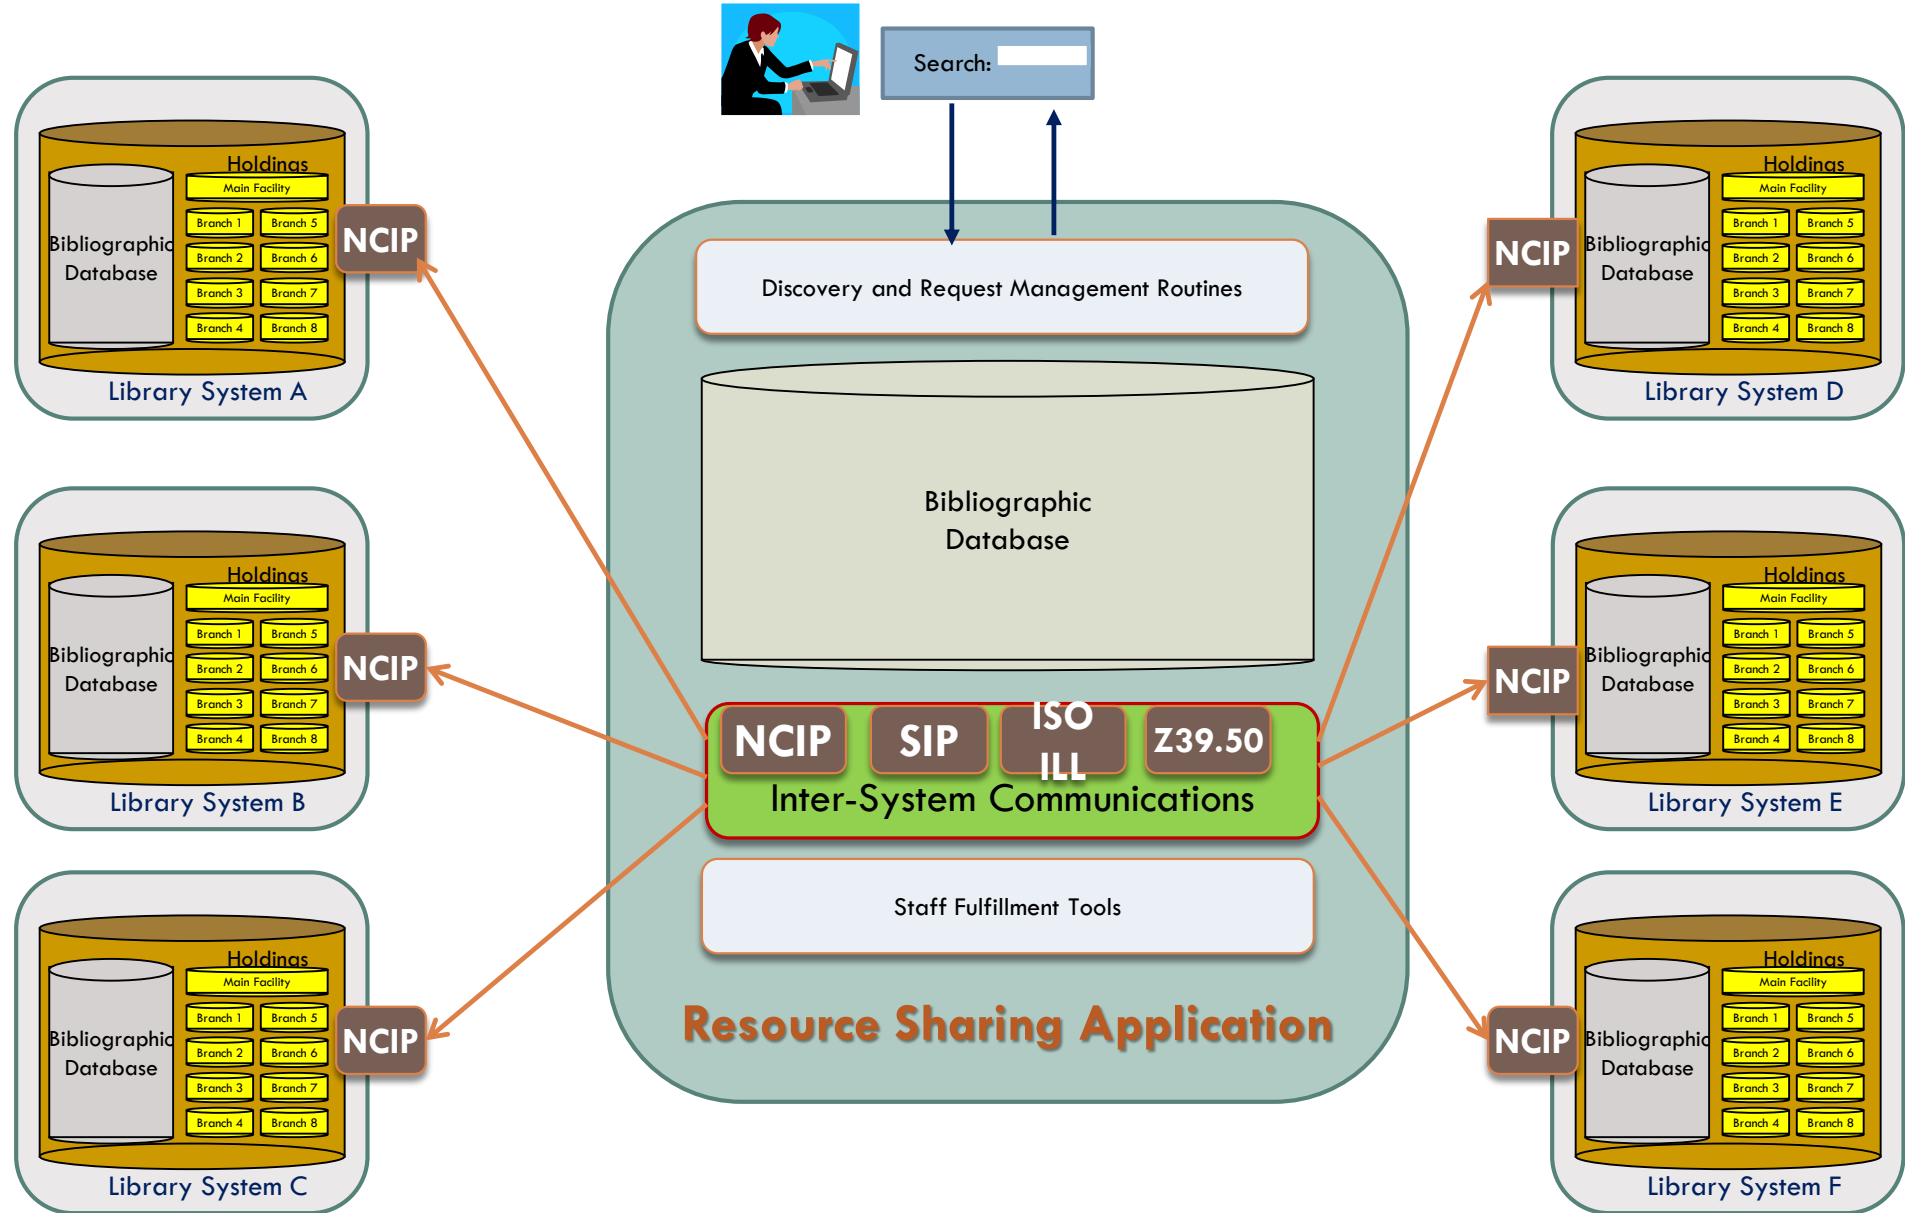 Search:
Holdings
Main Facility
Bibliographic
Database
Branch 1
Branch 5
Branch 2
Branch 6
Branch 3
Branch 7
Branch 4
Branch 8
NCIP
Library System A
Holdings
Main Facility
Bibliographic
Database
Branch 1
Branch 5
Branch 2
Branch 6
Branch 3
Branch 7
Branch 4
Branch 8
NCIP
Library System B
Holdings
Main Facility
Bibliographic
Database
Branch 1
Branch 5
Branch 2
Branch 6
Branch 3
Branch 7
Branch 4
Branch 8
NCIP
Library System C
Discovery and Request Management Routines
Bibliographic
Database
NCIP
SIP
ISO
ILL
Z39.50
Inter-System Communications
Staff Fulfillment Tools
Resource Sharing Application
Holdings
Main Facility
NCIP
Bibliographic
Database
Branch 1
Branch 5
Branch 2
Branch 6
Branch 3
Branch 7
Branch 4
Branch 8
Library System D
Holdings
Main Facility
NCIP
Bibliographic
Database
Branch 1
Branch 5
Branch 2
Branch 6
Branch 3
Branch 7
Branch 4
Branch 8
Library System E
Holdings
Main Facility
NCIP
Bibliographic
Database
Branch 1
Branch 5
Branch 2
Branch 6
Branch 3
Branch 7
Branch 4
Branch 8
Library System F